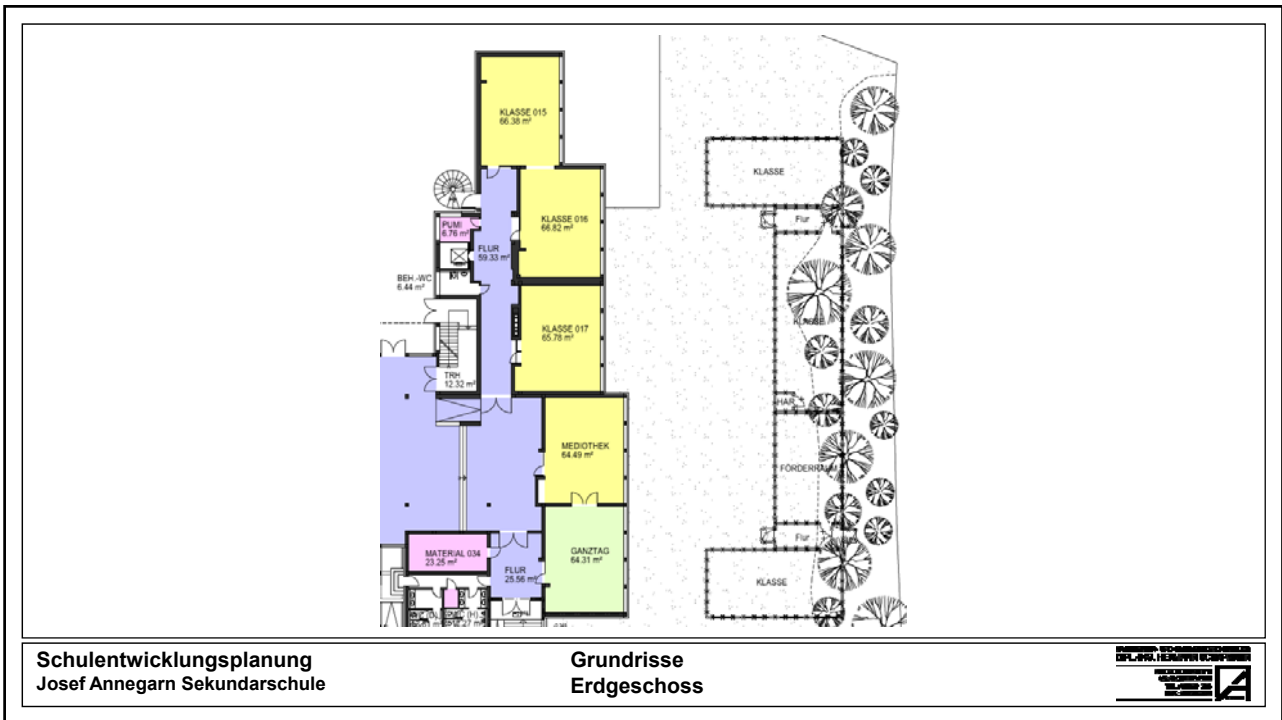 KLASSE 015
66.38 m²
KLASSE
KLASSE 016
66.82 m²
Flur
PUMI
6.76 m²
FLUR
59.33 m²
BEH.-WC
6.44 m²
KLASSE 017
65.78 m²
KLASSE
TRH
12.32 m²
HAR
MEDIOTHEK
64.49 m²
FÖRDERRAUM
Flur
MATERIAL 034
23.25 m²
GANZTAG
64.31 m²
FLUR
25.56 m²
KLASSE
Schulentwicklungsplanung
Josef Annegarn Sekundarschule
Grundrisse
Erdgeschoss